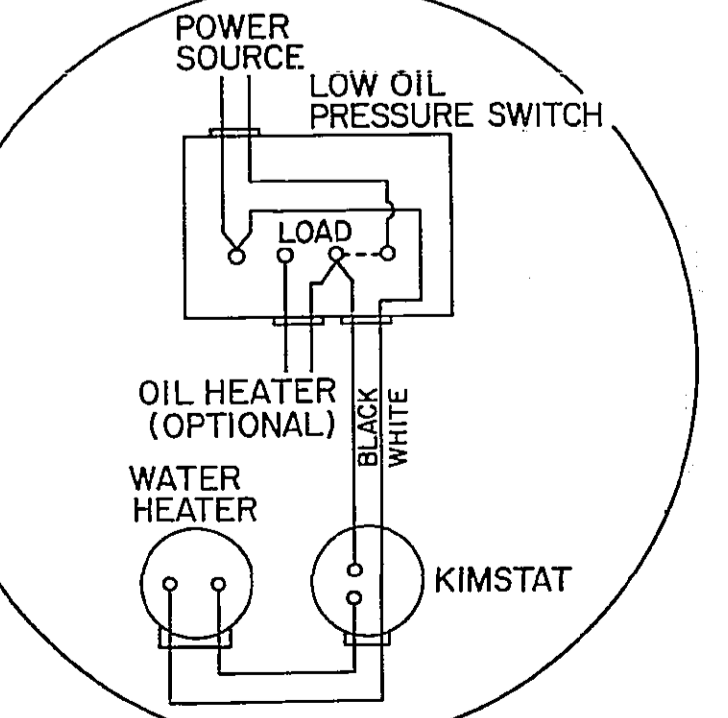 POWER
SOURCE
LOW OIL
PRESSURE SWITCH
LOAD
OIL HEATER
(OPTIONAL)
BLACK
WHITE
WATER
HEATER
KIMSTAT